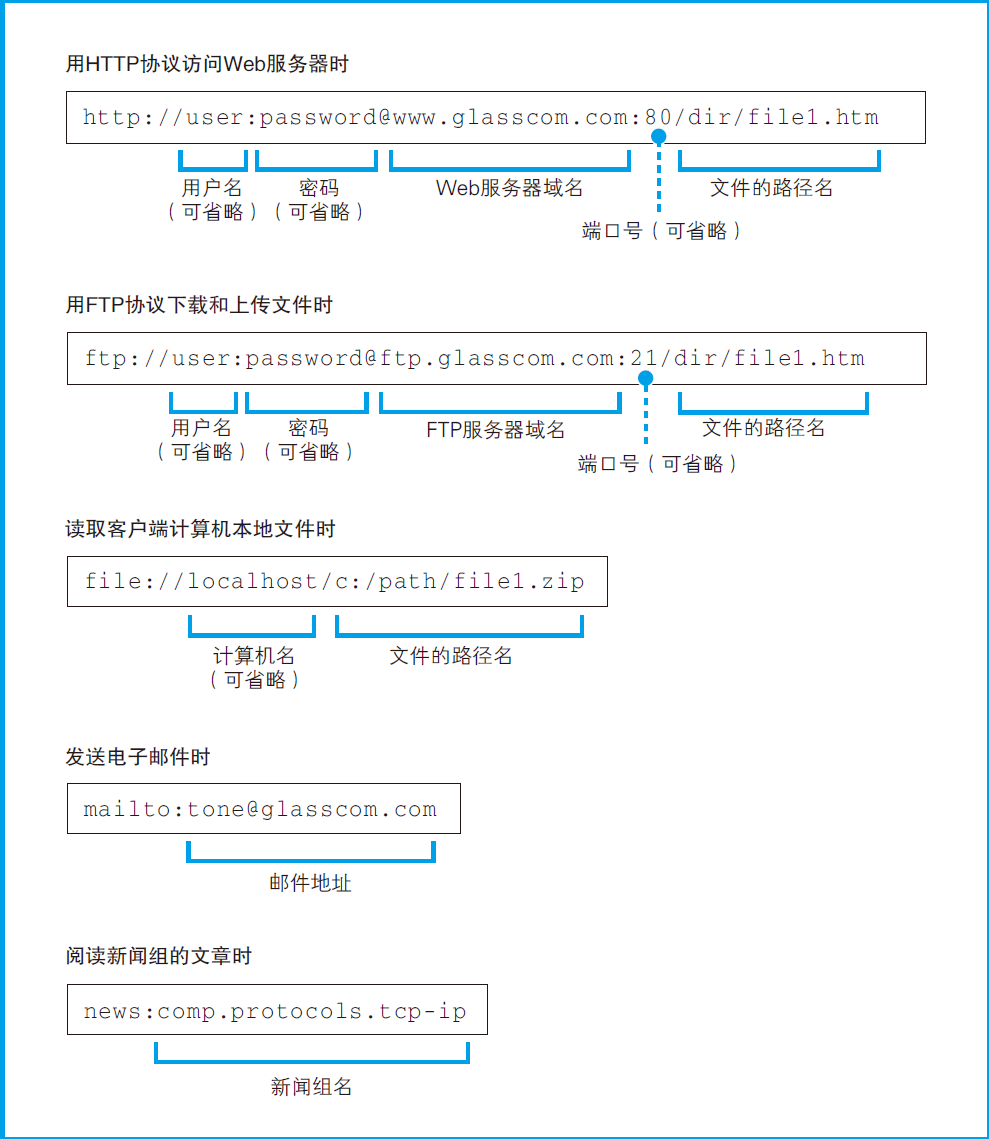 用HTTP协议访问Web服务器时
http://user:password@www.glasscom.com:80/dir/file1.htm
用户名
（可省略）
密码
（可省略）
Web服务器域名
文件的路径名
端口号（可省略）
用FTP协议下载和上传文件时
ftp://user:password@ftp.glasscom.com:21/dir/file1.htm
用户名
（可省略）
密码
（可省略）
FTP服务器域名
文件的路径名
端口号（可省略）
读取客户端计算机本地文件时
file://localhost/c:/path/file1.zip
计算机名
（可省略）
文件的路径名
发送电子邮件时
mailto:tone@glasscom.com
邮件地址
阅读新闻组的文章时
news:comp.protocols.tcp-ip
新闻组名